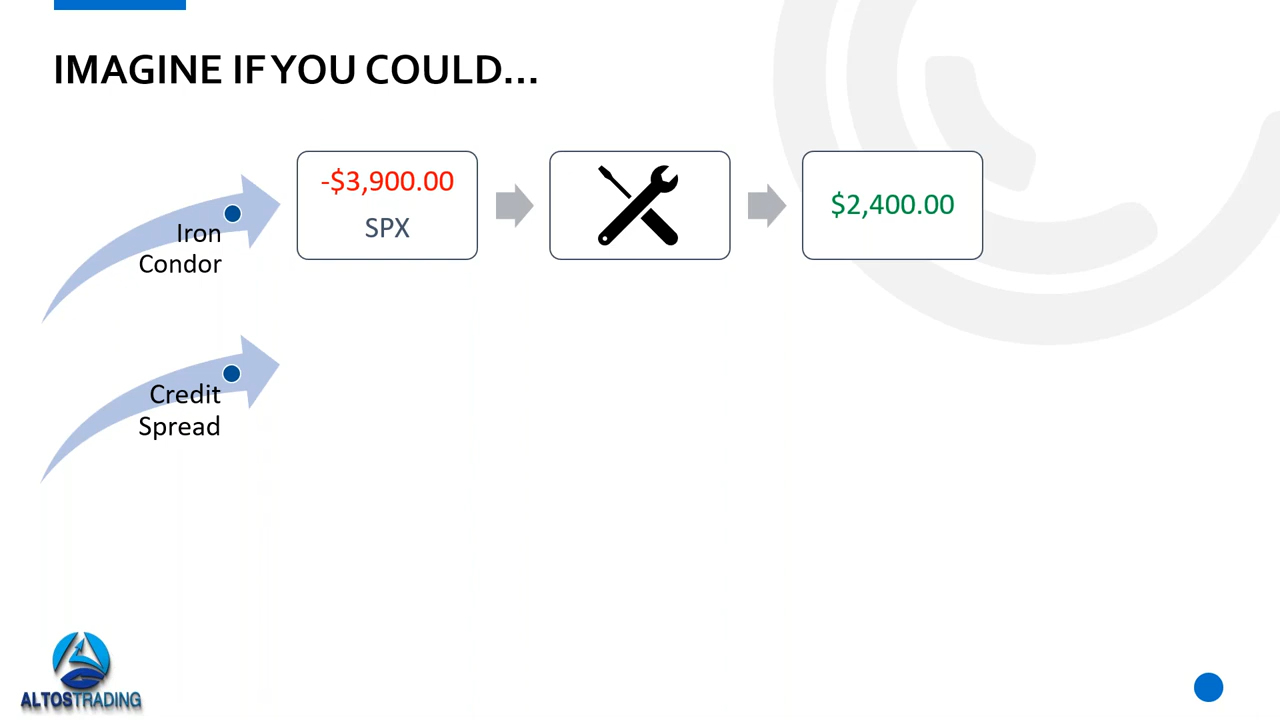 IMAGINE IF YOU COULD...
Iron
Condor
-$3,900.00
SPX
$2,400.00
Credit
Spread
ALTOSTRADING